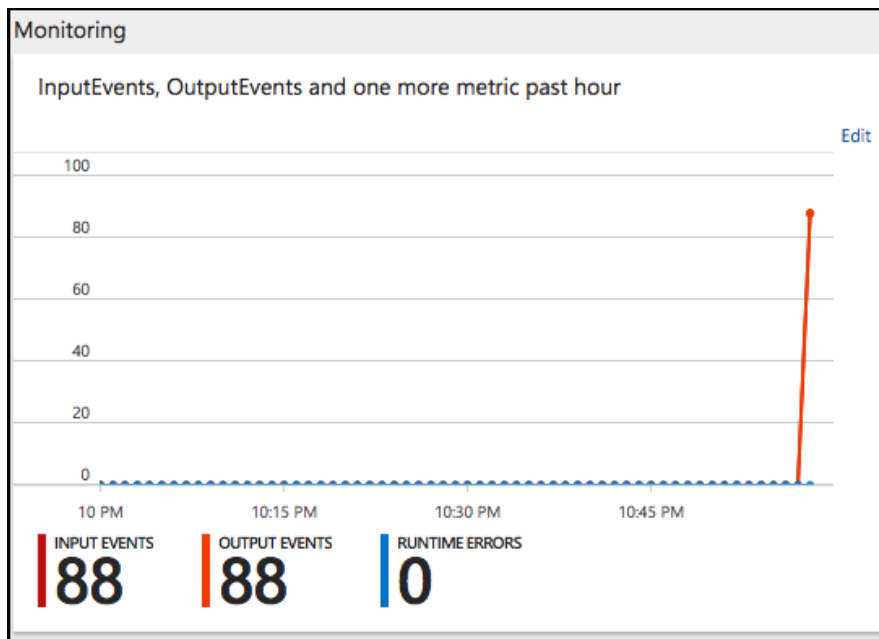 Monitoring
InputEvents, OutputEvents and one more metric past hour
Edit
100
80
60
40
20
0
10 PM 10:15 PM 10:30 PM 10:45 PM
INPUT EVENTS OUTPUT EVENTS RUNTIME ERRORS
88 88 0